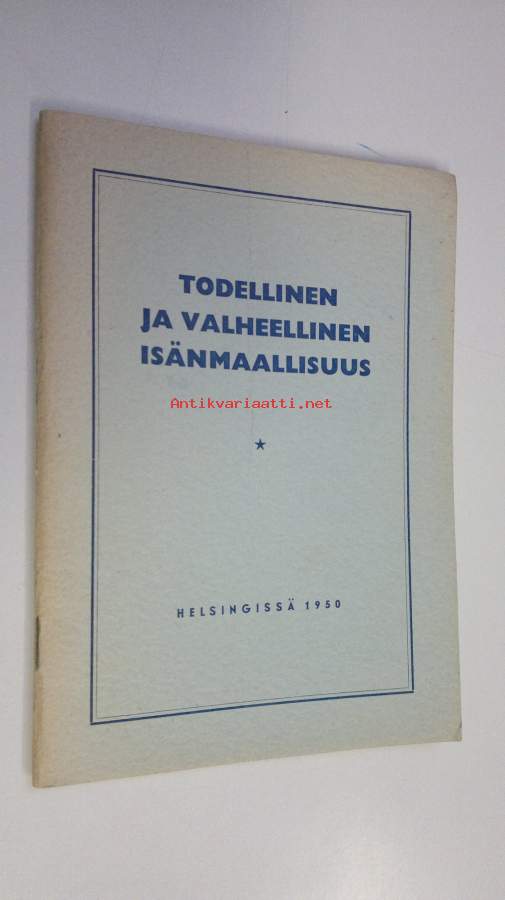 TODELLINEN
JA VALHEELLINEN
ISÄNMAALLISUUS
Antikvariaatti.net
HELSINGISSÄ 1950